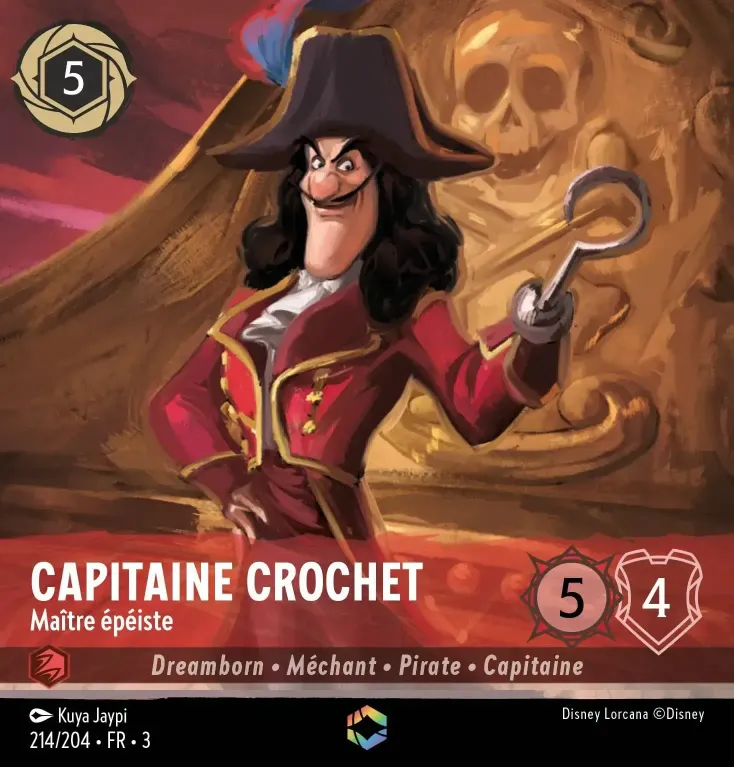 5
CAPITAINE CROCHET
Maître épéiste
5 4
Dreamborn • Méchant • Pirate • Capitaine
Kuya Jaypi
Disney Lorcana ©Disney
214/204 • FR • 3